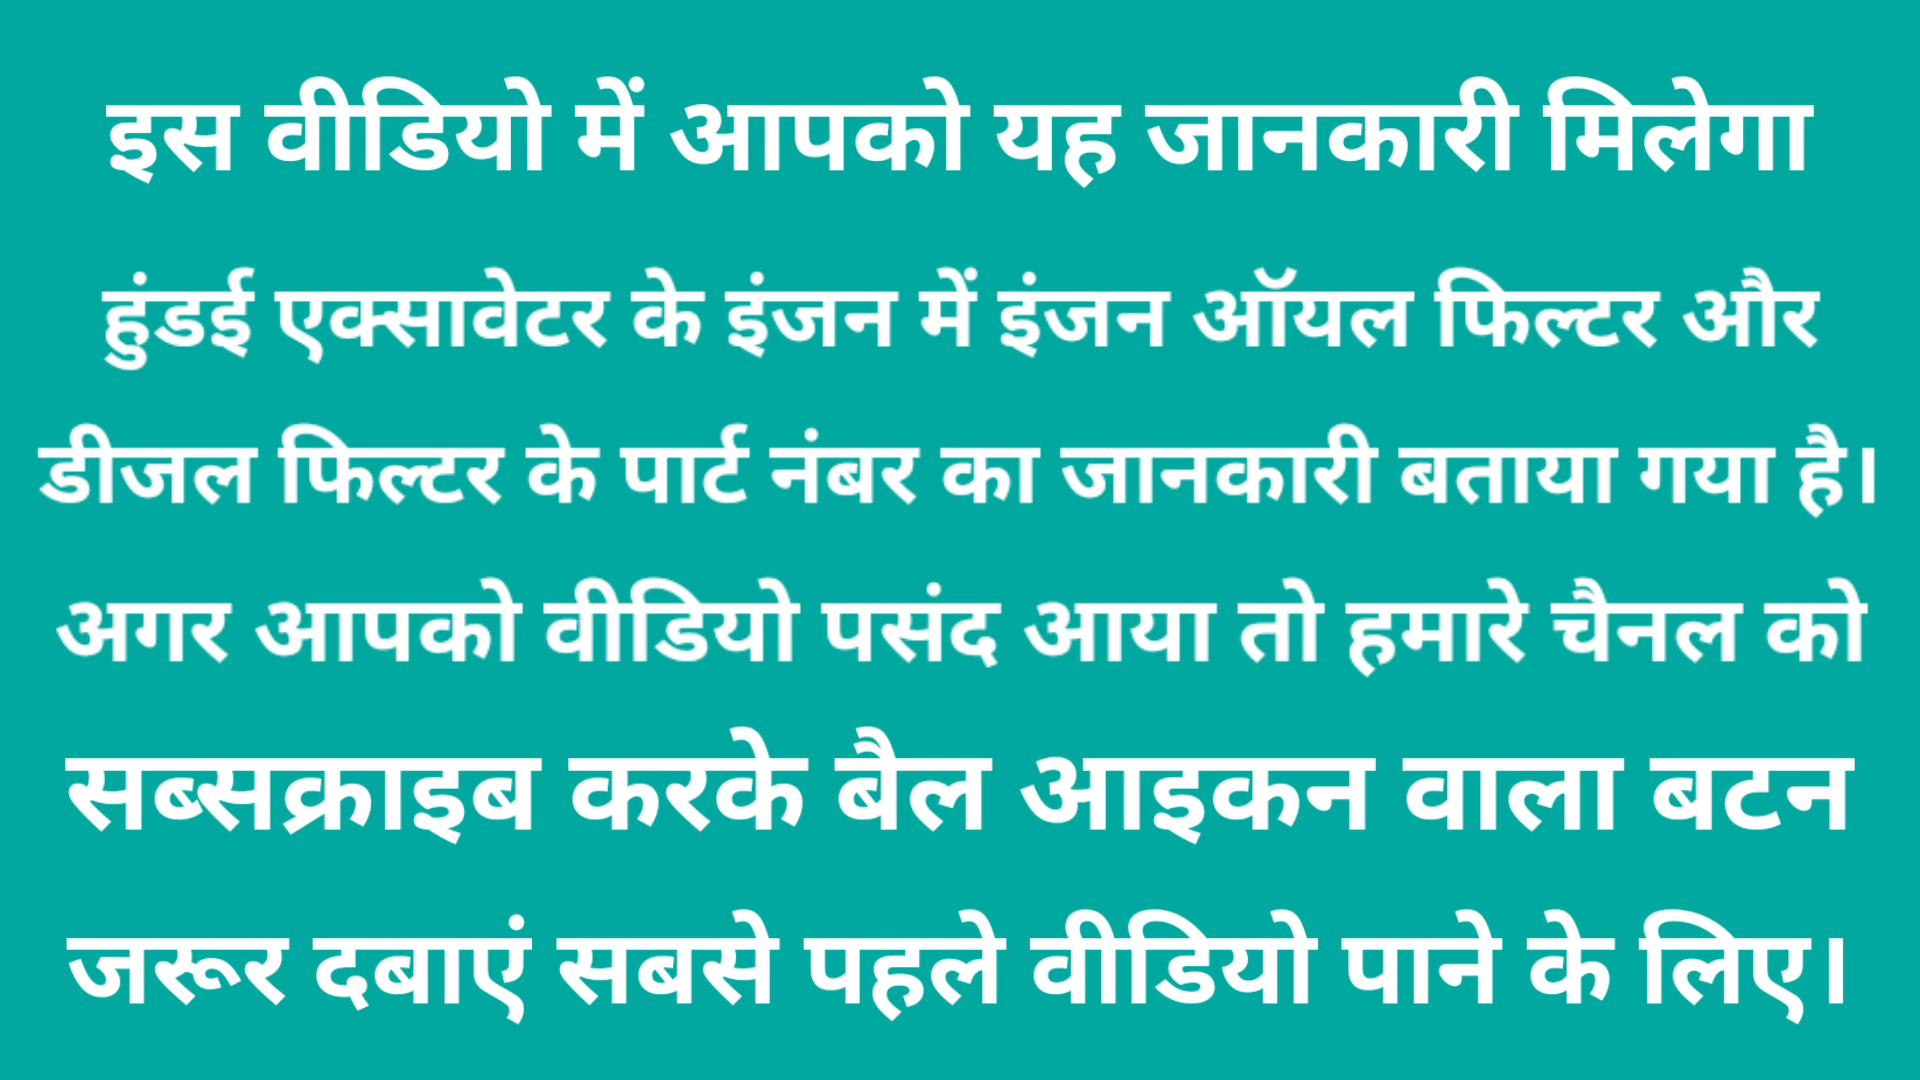 इस वीडियो में आपको यह जानकारी मिलेगा
हुंडई एक्सावेटर के इंजन में इंजन ऑयल फिल्टर और
डीजल फिल्टर के पार्ट नंबर का जानकारी बताया गया है।
अगर आपको वीडियो पसंद आया तो हमारे चैनल को
सब्सक्राइब करके बैल आइकन वाला बटन
जरूर दबाएं सबसे पहले वीडियो पाने के लिए।